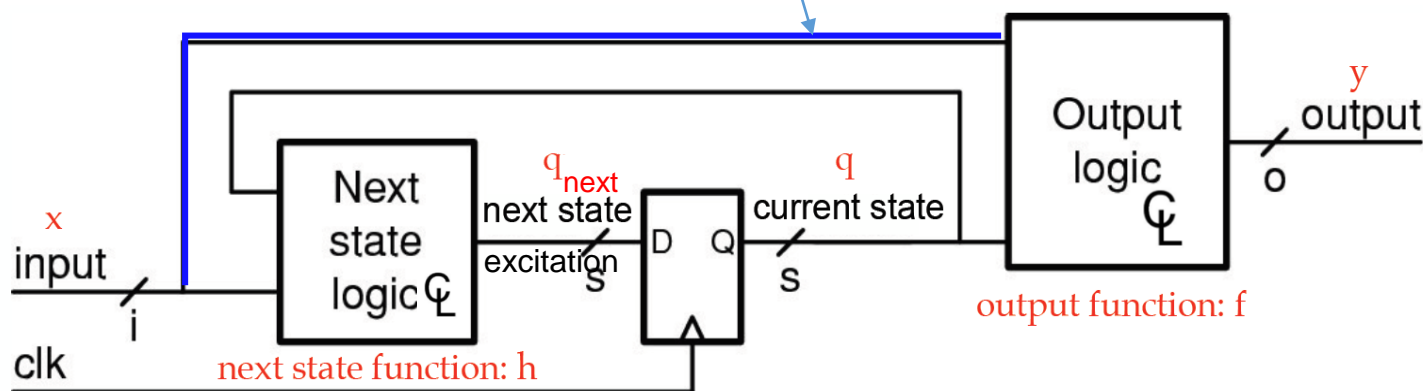 x
input
i
clk
Next
state
logic CL
next state function: h
q
next
next state
excitation
s
D Q
q
current state
s
Output
logic
CL
output function: f
y
output
o